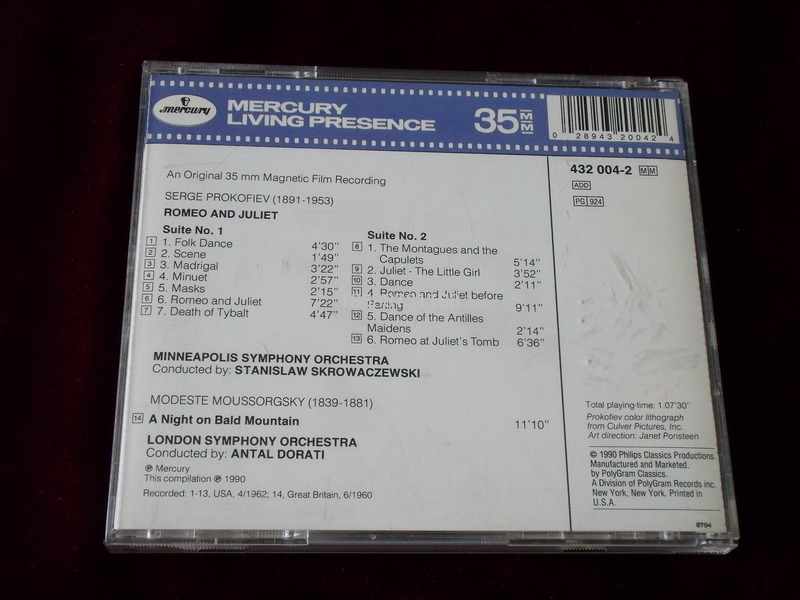 mercury
MERCURY
LIVING PRESENCE
35 MM
0 28943 20042 4
432 004-2 MM
ADD
PG 924
An Original 35 mm Magnetic Film Recording
SERGE PROKOFIEV (1891-1953)
ROMEO AND JULIET
Suite No. 1
1 1. Folk Dance 4'30"
2 2. Scene 1'49"
3 3. Madrigal 3'22"
4 4. Minuet 2'57"
5 5. Masks 2'15"
6 6. Romeo and Juliet 7'22"
7 7. Death of Tybalt 4'47"
Suite No. 2
8 1. The Montagues and the
Capulets 5'14"
9 2. Juliet - The Little Girl 3'52"
10 3. Dance 2'11"
11 4. Romeo and Juliet before
Parting 9'11"
12 5. Dance of the Antilles
Maidens 2'14"
13 6. Romeo at Juliet's Tomb 6'36"
MINNEAPOLIS SYMPHONY ORCHESTRA
Conducted by: STANISLAW SKROWACZEWSKI
MODESTE MOUSSORGSKY (1839-1881)
14 A Night on Bald Mountain 11'10"
LONDON SYMPHONY ORCHESTRA
Conducted by: ANTAL DORATI
℗ Mercury
This compilation ℗ 1990
Recorded: 1-13, USA, 4/1962; 14, Great Britain, 6/1960
Total playing-time: 1.07'30"
Prokofiev color lithograph
from Culver Pictures, Inc.
Art direction: Janet Ponsteen
© 1990 Philips Classics Productions.
Manufactured and Marketed.
by PolyGram Classics.
A Division of PolyGram Records inc.
New York, New York. Printed in
U.S.A.
0704